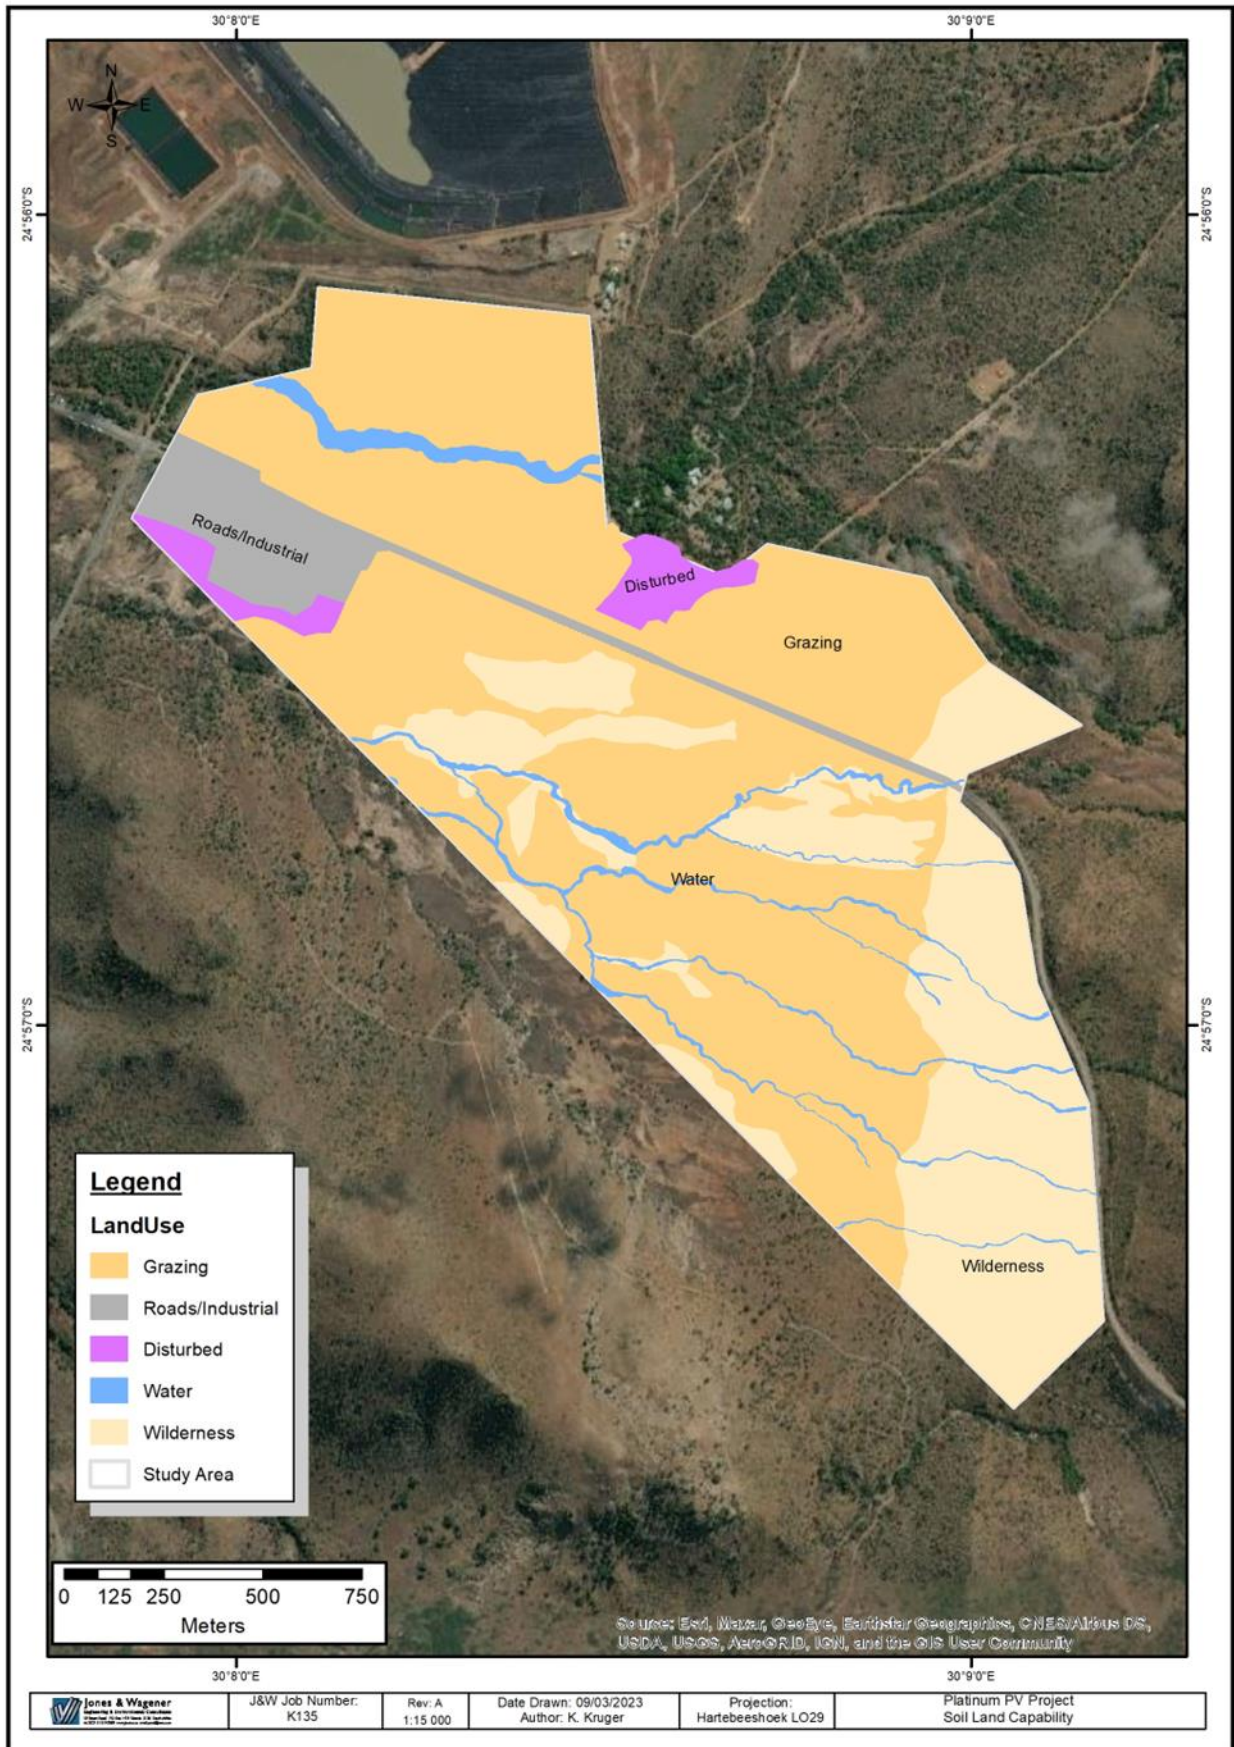 30°8'0"E
30°9'0"E
N
W E
S
24°56'0"S
24°56'0"S
Roads/Industrial
Disturbed
Grazing
Water
24°57'0"S
24°57'0"S
Wilderness
Legend
LandUse
Grazing
Roads/Industrial
Disturbed
Water
Wilderness
Study Area
0 125 250 500 750
Meters
Source: Esri, Maxar, GeoEye, Earthstar Geographics, CNES/Airbus DS,
USDA, USGS, AeroGRID, IGN, and the GIS User Community
30°8'0"E
30°9'0"E
Jones & Wagener
Engineering & Environmental Consultants
J&W Job Number:
K135
Rev: A
1:15 000
Date Drawn: 09/03/2023
Author: K. Kruger
Projection:
Hartebeeshoek LO29
Platinum PV Project
Soil Land Capability